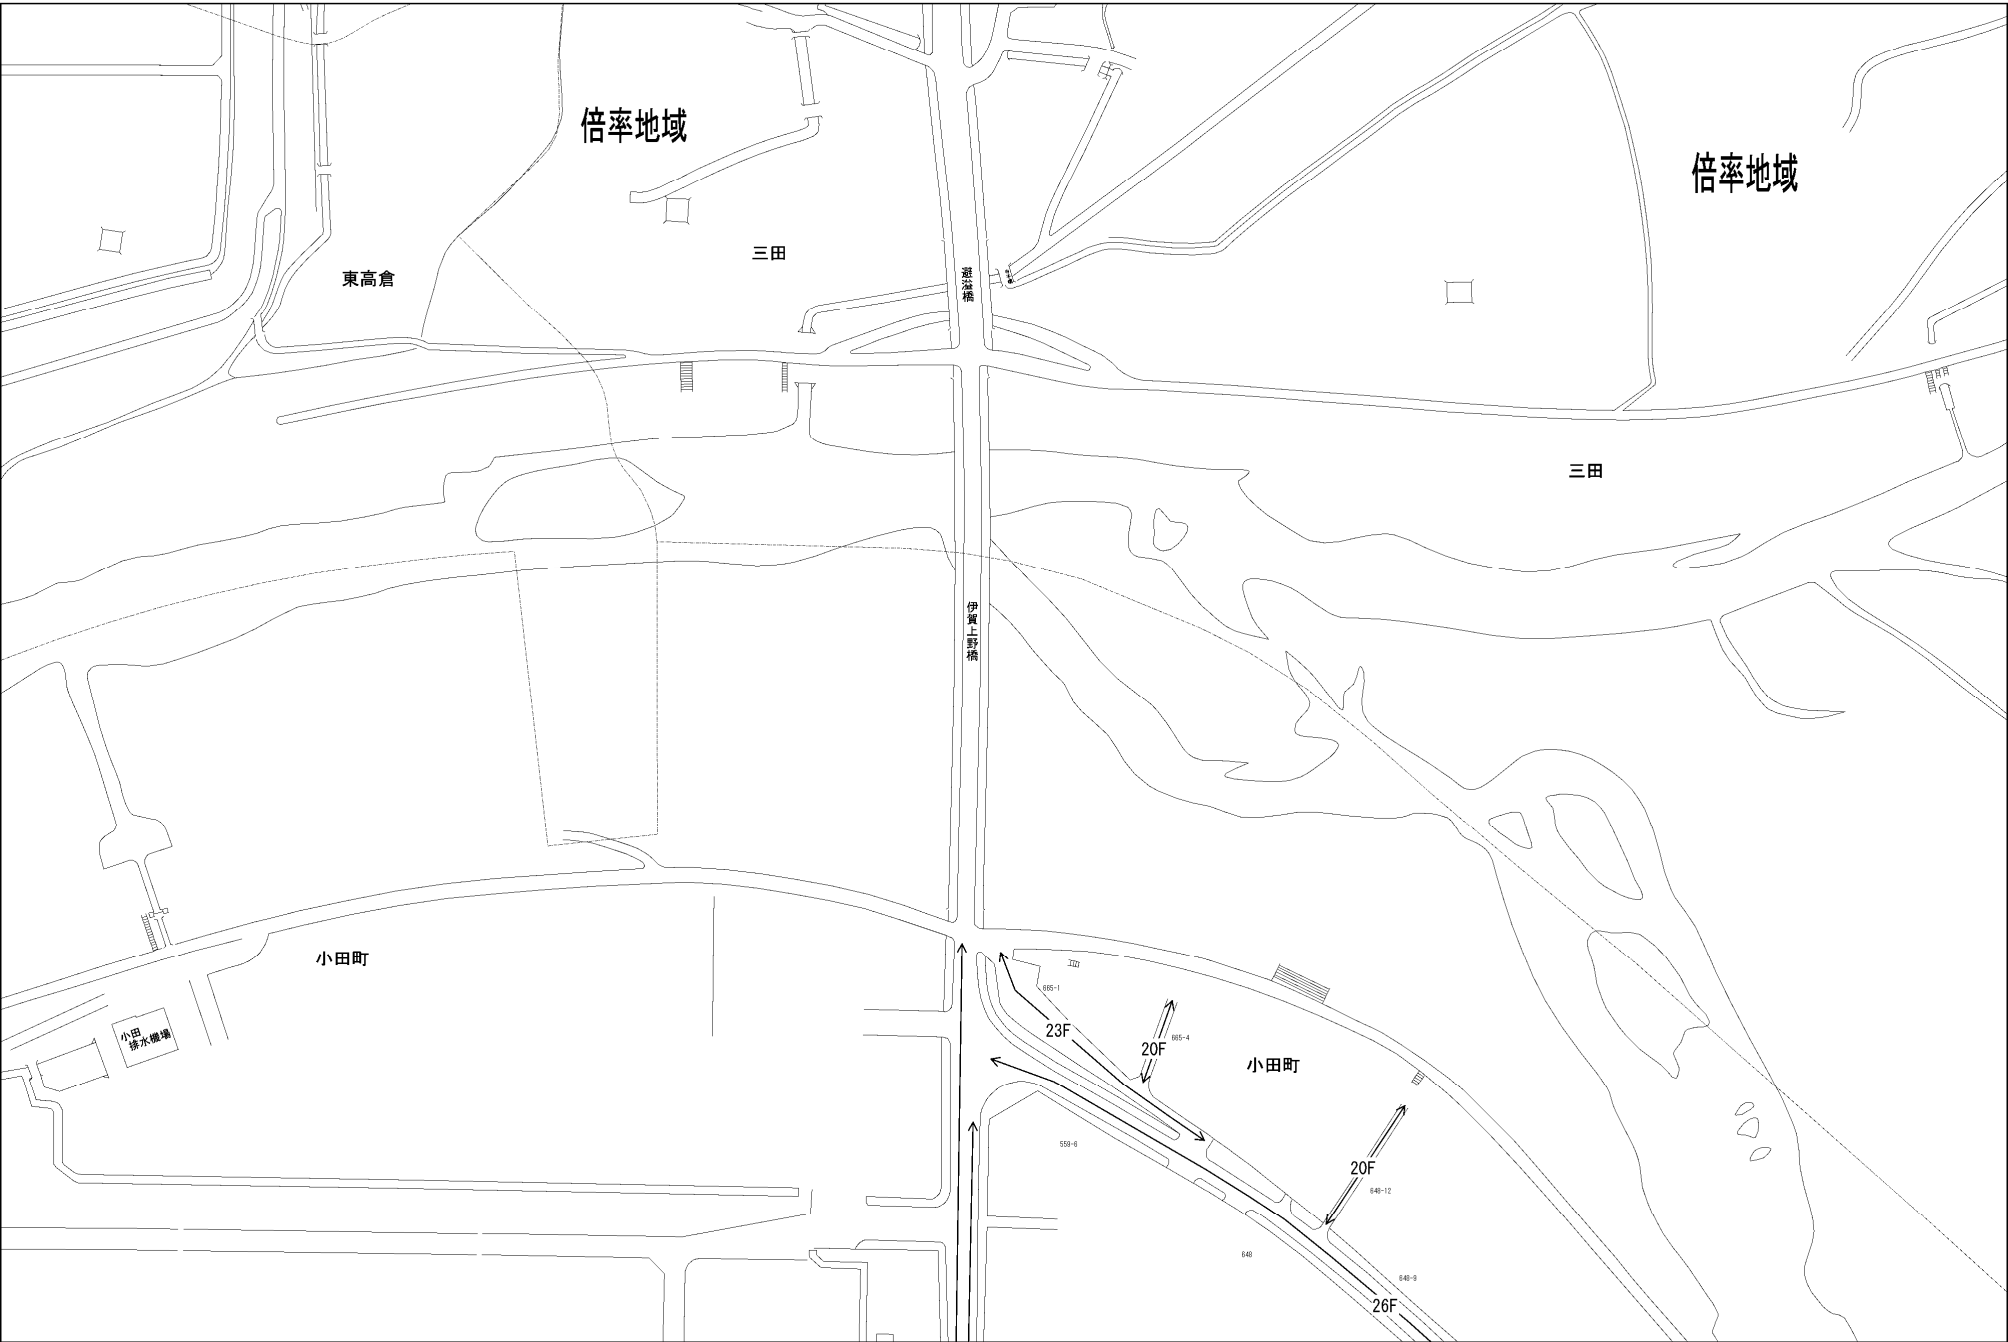 倍率地域
倍率地域
三田
東高倉
避溢橋
三田
伊賀上野橋
小田町
小田
排水機場
665-1
23F
20F
665-4
小田町
559-6
20F
648-12
648
648-9
26F